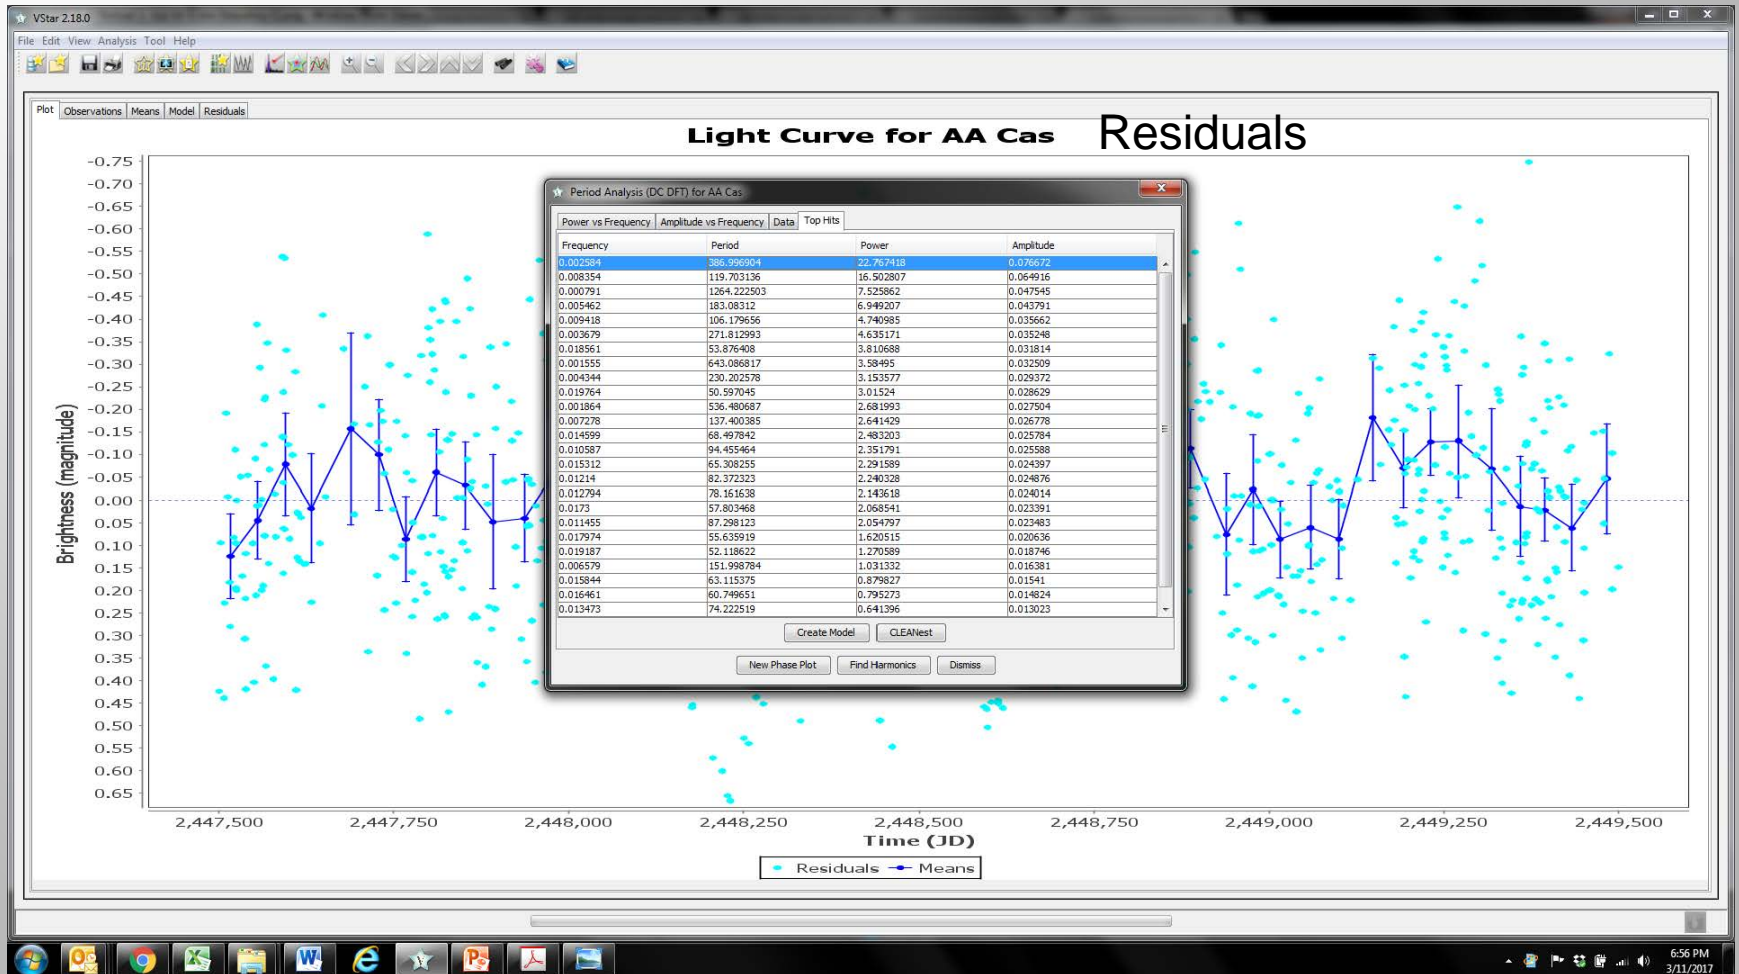 VStar 2.18.0
File Edit View Analysis Tool Help
Plot Observations Means Model Residuals
Light Curve for AA Cas Residuals
Brightness (magnitude)
-0.75
-0.70
-0.65
-0.60
-0.55
-0.50
-0.45
-0.40
-0.35
-0.30
-0.25
-0.20
-0.15
-0.10
-0.05
0.00
0.05
0.10
0.15
0.20
0.25
0.30
0.35
0.40
0.45
0.50
0.55
0.60
0.65
Period Analysis (DC DFT) for AA Cas
Power vs Frequency Amplitude vs Frequency Data Top Hits
Frequency Period Power Amplitude
0.002584 386.996904 22.767418 0.076672
0.008354 119.703136 16.502807 0.064916
0.000791 1264.222503 7.525862 0.047545
0.005462 183.08312 6.949207 0.043791
0.009418 106.179656 4.740985 0.035662
0.003679 271.812993 4.635171 0.035248
0.018561 53.876408 3.810688 0.031814
0.001555 643.086817 3.58495 0.032509
0.004344 230.202578 3.153577 0.029372
0.019764 50.597045 3.01524 0.028629
0.001864 536.480687 2.681993 0.027504
0.007278 137.400385 2.641429 0.026778
0.014599 68.497842 2.483203 0.025784
0.010587 94.455464 2.351791 0.025588
0.015312 65.308255 2.291589 0.024397
0.01214 82.372323 2.240328 0.024876
0.012794 78.161638 2.143618 0.024014
0.0173 57.803468 2.068541 0.023391
0.011455 87.298123 2.054797 0.023483
0.017974 55.635919 1.620515 0.020636
0.019187 52.118622 1.270589 0.018746
0.006579 151.998784 1.031332 0.016381
0.015844 63.115375 0.879827 0.01541
0.016461 60.749651 0.795273 0.014824
0.013473 74.222519 0.641396 0.013023
Create Model CLEANest
New Phase Plot Find Harmonics Dismiss
2,447,500 2,447,750 2,448,000 2,448,250 2,448,500 2,448,750 2,449,000 2,449,250 2,449,500
Time (JD)
Residuals Means
6:56 PM
3/11/2017